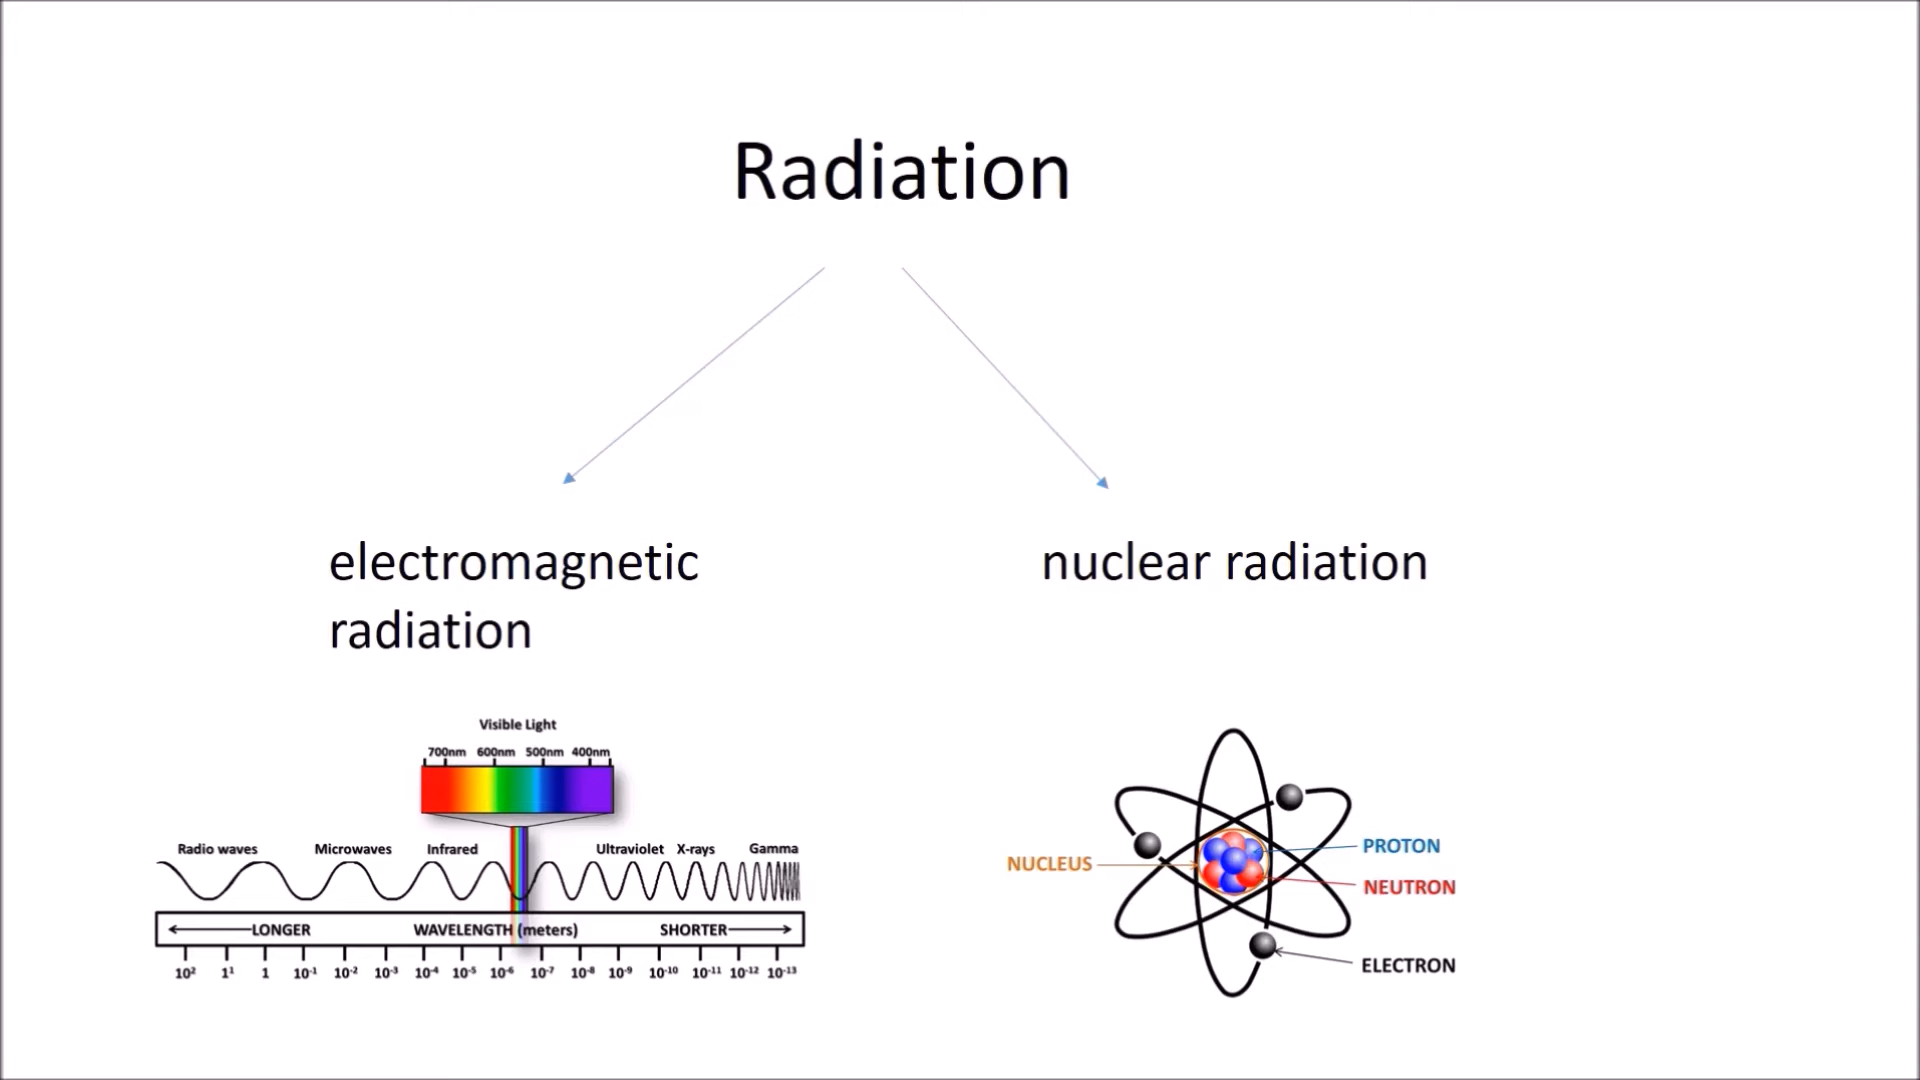 Radiation
electromagnetic
radiation
nuclear radiation
Visible Light
700nm 600nm 500nm 400nm
Radio waves Microwaves Infrared Ultraviolet X-rays Gamma
LONGER WAVELENGTH (meters) SHORTER
10² 1¹ 1 10⁻¹ 10⁻² 10⁻³ 10⁻⁴ 10⁻⁵ 10⁻⁶ 10⁻⁷ 10⁻⁸ 10⁻⁹ 10⁻¹⁰ 10⁻¹¹ 10⁻¹² 10⁻¹³
NUCLEUS
PROTON
NEUTRON
ELECTRON